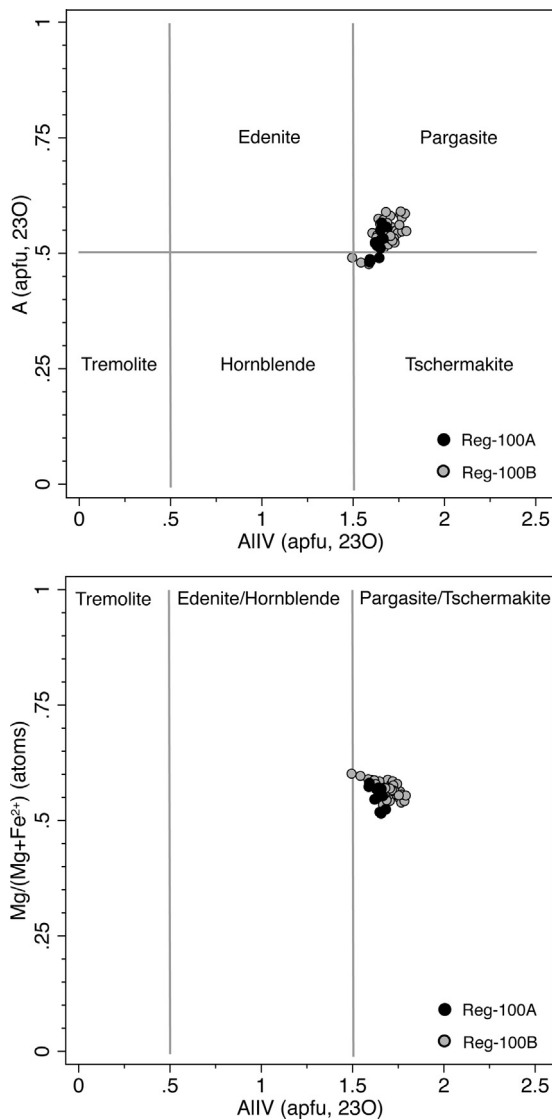 1
.75
.5
.25
0
A (apfu, 23O)
Edenite
Pargasite
Tremolite
Hornblende
Tschermakite
Reg-100A
Reg-100B
0
.5
1
1.5
2
2.5
AlIV (apfu, 23O)
Tremolite
Edenite/Hornblende
Pargasite/Tschermakite
1
.75
.5
.25
0
Mg/(Mg+Fe²⁺) (atoms)
Reg-100A
Reg-100B
0
.5
1
1.5
2
2.5
AlIV (apfu, 23O)